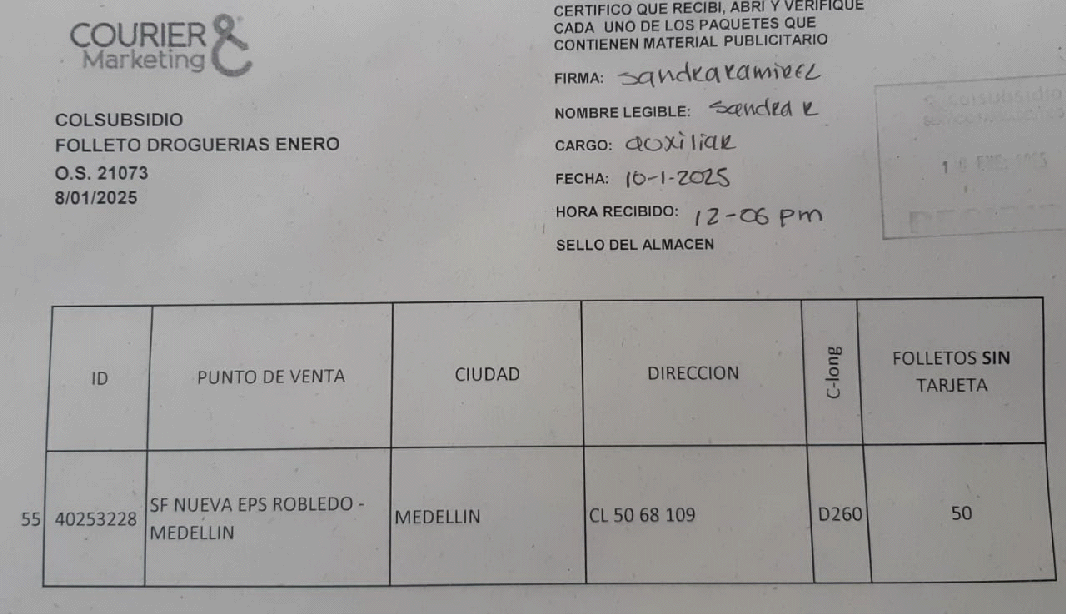 COURIER &
Marketing
COLSUBSIDIO
FOLLETO DROGUERIAS ENERO
O.S. 21073
8/01/2025
CERTIFICO QUE RECIBI, ABRI Y VERIFIQUE
CADA UNO DE LOS PAQUETES QUE
CONTIENEN MATERIAL PUBLICITARIO
FIRMA: Sandra Ramirez
NOMBRE LEGIBLE: Sandra R
CARGO: auxiliar
FECHA: 10-1-2025
HORA RECIBIDO: 12-06 pm
SELLO DEL ALMACEN
Colsubsidio
ID PUNTO DE VENTA CIUDAD DIRECCION C-long FOLLETOS SIN TARJETA
55 40253228 SF NUEVA EPS ROBLEDO - MEDELLIN MEDELLIN CL 50 68 109 D260 50